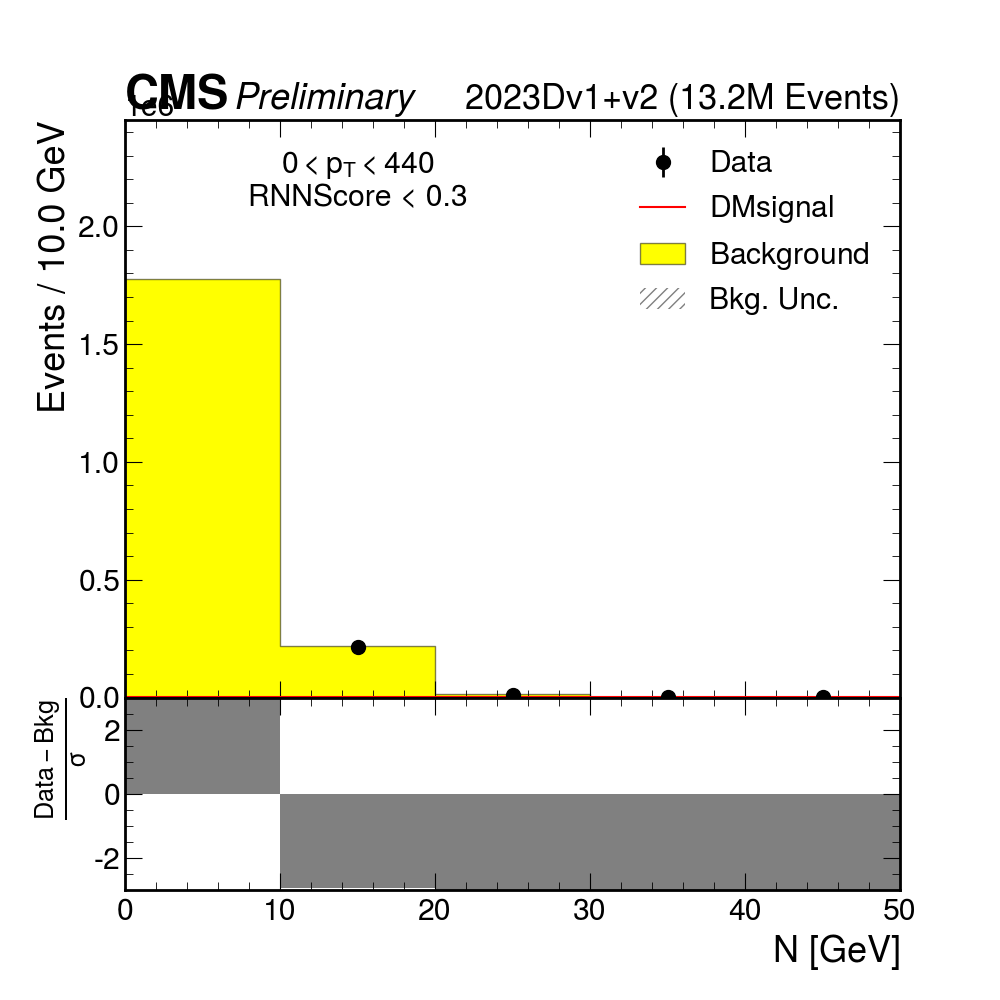 CMS Preliminary 2023Dv1+v2 (13.2M Events)
1e6
0 < pT < 440
RNNScore < 0.3
Data
DMsignal
Background
Bkg. Unc.
Events / 10.0 GeV
2.0
1.5
1.0
0.5
0.0
Data – Bkg
σ
2
0
-2
0 10 20 30 40 50
N [GeV]